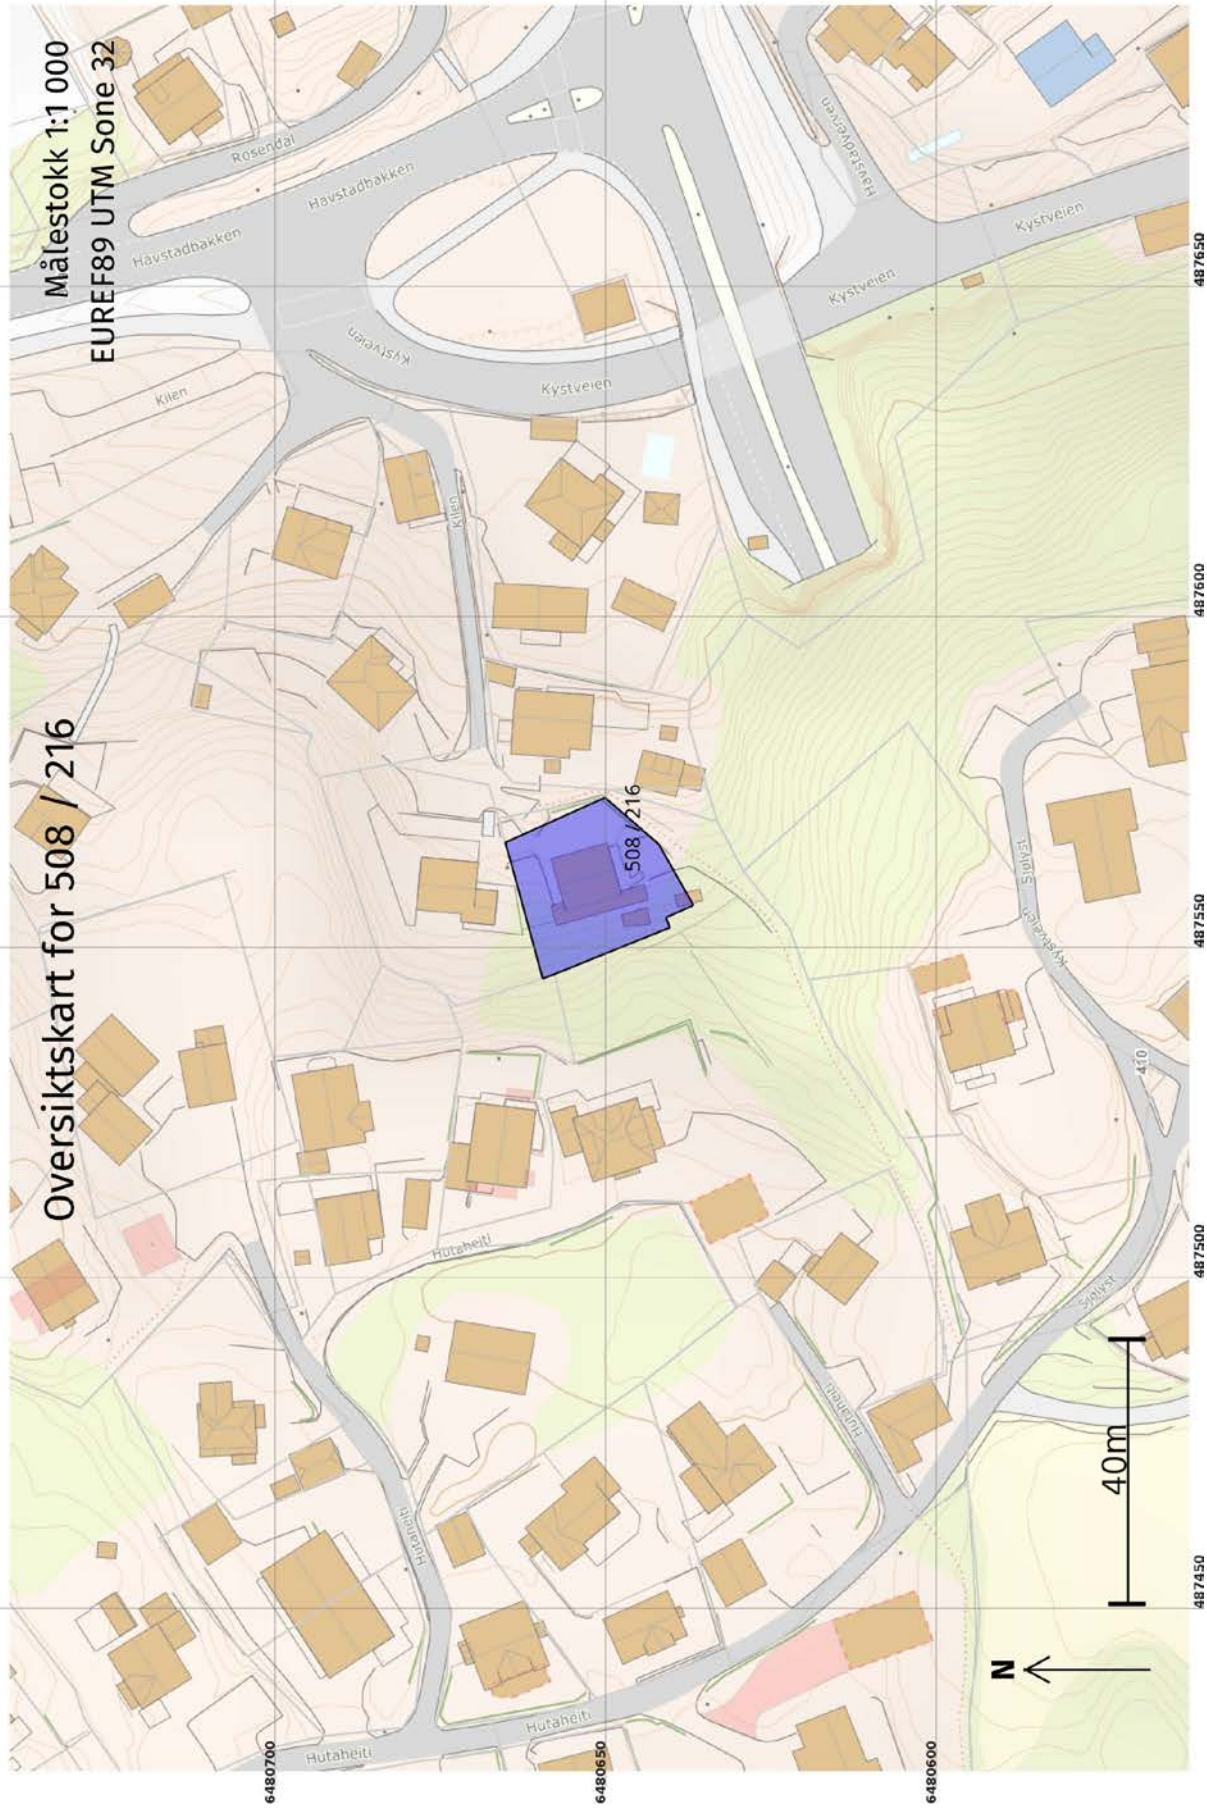 Oversiktskart for 508 / 216
Målestokk 1:1 000
EUREF89 UTM Sone 32
Rosendal
Havstadbakken
Havstadbakken
Kystveien
Kilen
Kystveien
Kilen
Havstadverven
Kystveien
Kystveien
508 / 216
Sjølyst
Kystveien
410
Sjølyst
Hutaheiti
Hutaheiti
Hutaheiti
Hutaheiti
Hutaheiti
N
40m
6480700
6480650
6480600
487450
487500
487550
487600
487650